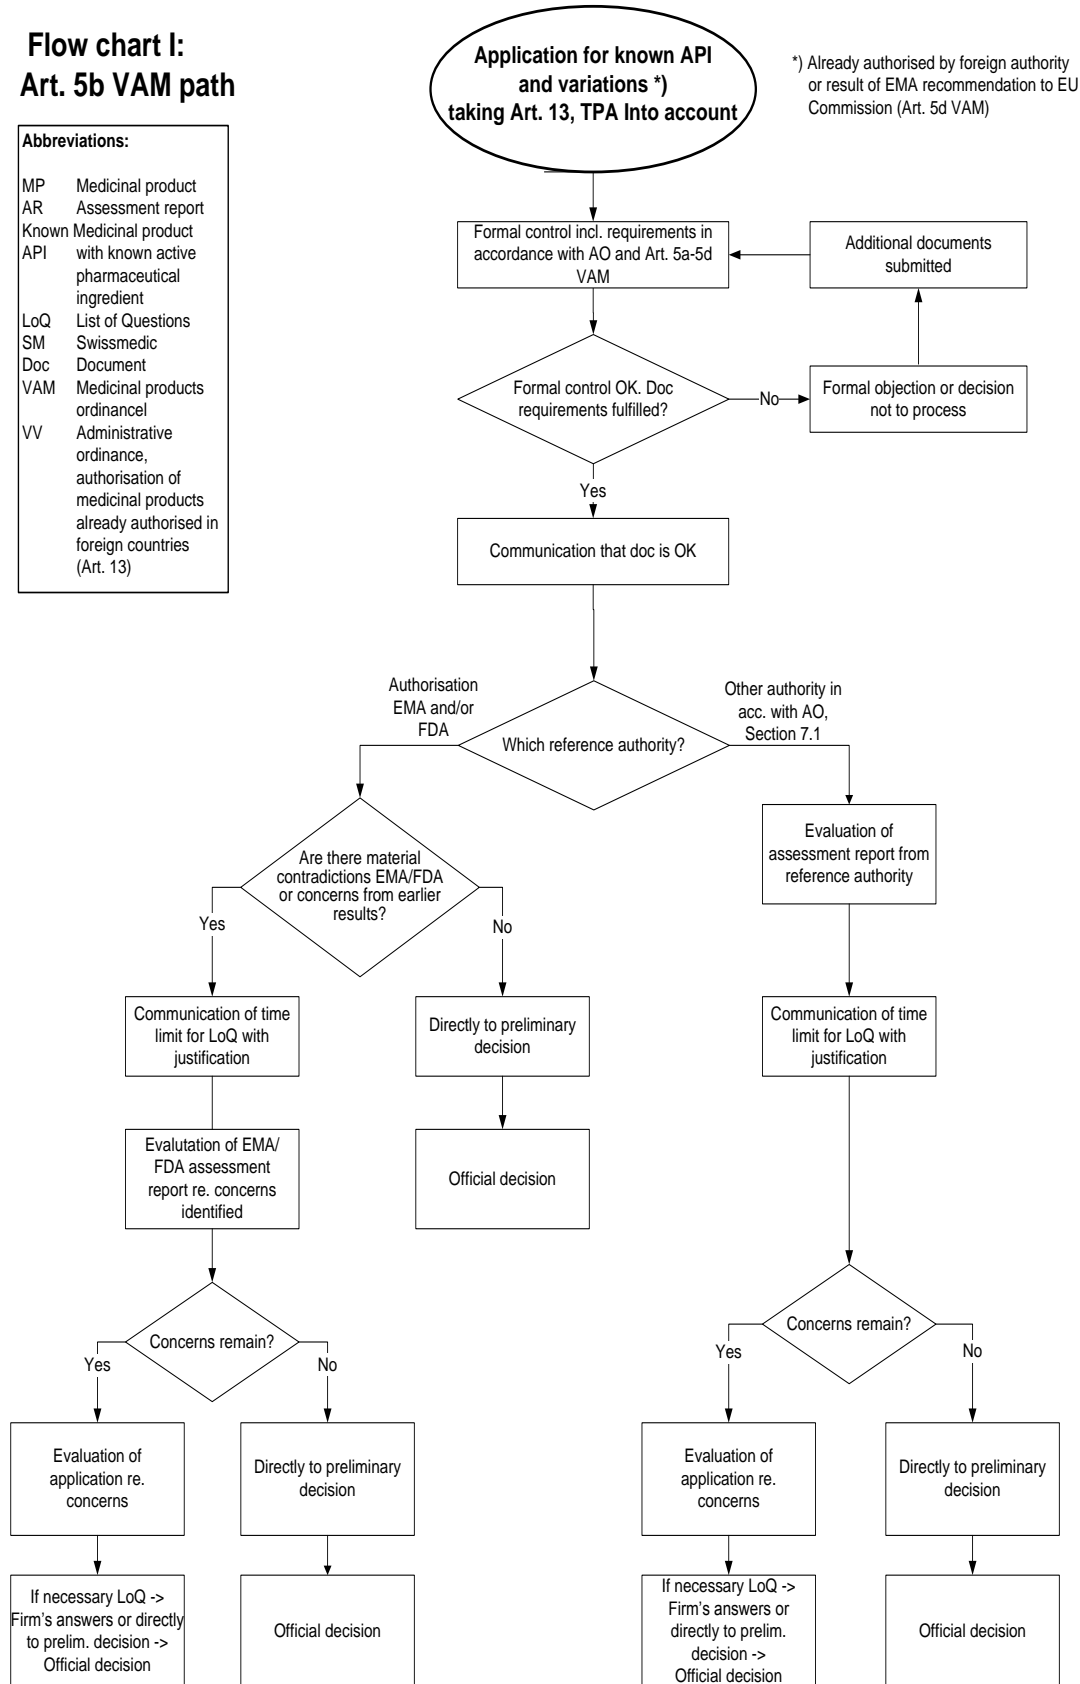 Flow chart I:
Art. 5b VAM path
Application for known API
and variations *)
taking Art. 13, TPA Into account
*) Already authorised by foreign authority
or result of EMA recommendation to EU
Commission (Art. 5d VAM)
Abbreviations:
MP Medicinal product
AR Assessment report
Known Medicinal product
API with known active
pharmaceutical
ingredient
LoQ List of Questions
SM Swissmedic
Doc Document
VAM Medicinal products
ordinancel
VV Administrative
ordinance,
authorisation of
medicinal products
already authorised in
foreign countries
(Art. 13)
Formal control incl. requirements in
accordance with AO and Art. 5a-5d
VAM
Additional documents
submitted
Formal control OK. Doc
requirements fulfilled?
No
Formal objection or decision
not to process
Yes
Communication that doc is OK
Authorisation
EMA and/or
FDA
Which reference authority?
Other authority in
acc. with AO,
Section 7.1
Are there material
contradictions EMA/FDA
or concerns from earlier
results?
Evaluation of
assessment report from
reference authority
Yes
No
Communication of time
limit for LoQ with
justification
Directly to preliminary
decision
Communication of time
limit for LoQ with
justification
Evalutation of EMA/
FDA assessment
report re. concerns
identified
Official decision
Concerns remain?
Yes
No
Concerns remain?
Yes
No
Evaluation of
application re.
concerns
Directly to preliminary
decision
Evaluation of
application re.
concerns
Directly to preliminary
decision
If necessary LoQ ->
Firm's answers or directly
to prelim. decision ->
Official decision
Official decision
If necessary LoQ ->
Firm's answers or
directly to prelim.
decision ->
Official decision
Official decision